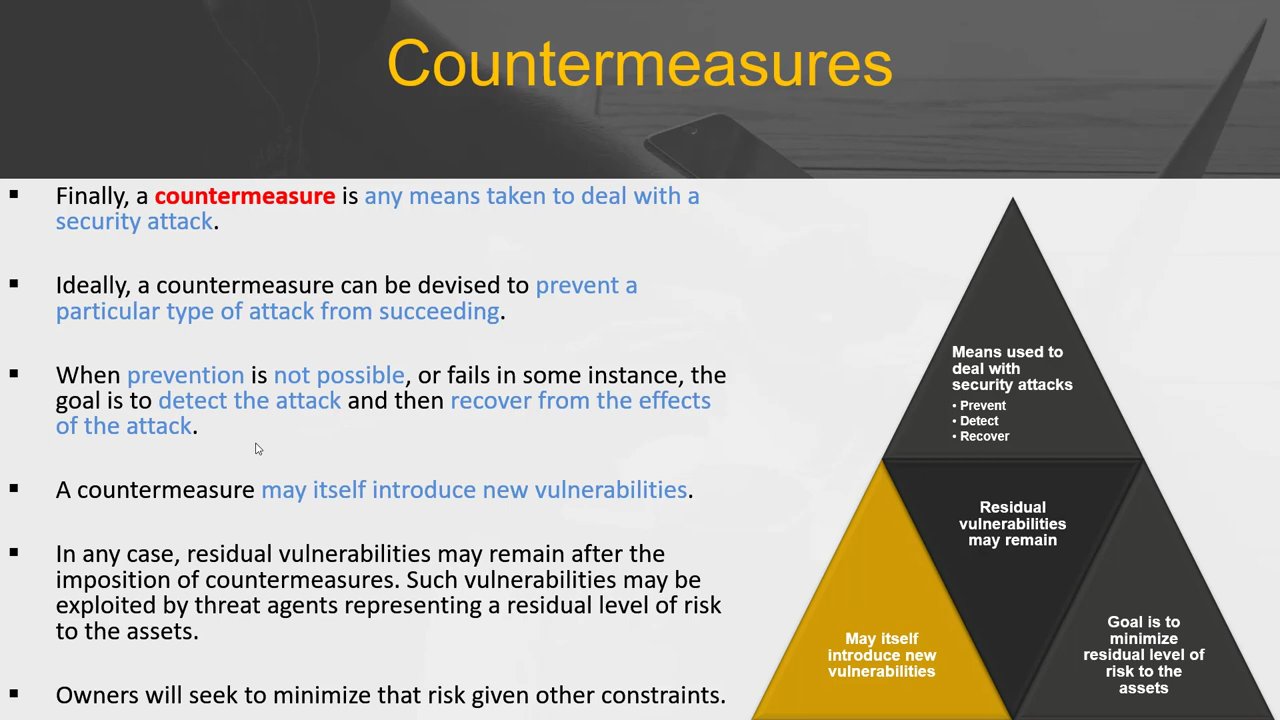 Countermeasures
▪ Finally, a countermeasure is any means taken to deal with a
security attack.
▪ Ideally, a countermeasure can be devised to prevent a
particular type of attack from succeeding.
▪ When prevention is not possible, or fails in some instance, the
goal is to detect the attack and then recover from the effects
of the attack.
▪ A countermeasure may itself introduce new vulnerabilities.
▪ In any case, residual vulnerabilities may remain after the
imposition of countermeasures. Such vulnerabilities may be
exploited by threat agents representing a residual level of risk
to the assets.
▪ Owners will seek to minimize that risk given other constraints.
Means used to
deal with
security attacks
• Prevent
• Detect
• Recover
May itself
introduce new
vulnerabilities
Residual
vulnerabilities
may remain
Goal is to
minimize
residual level of
risk to the
assets